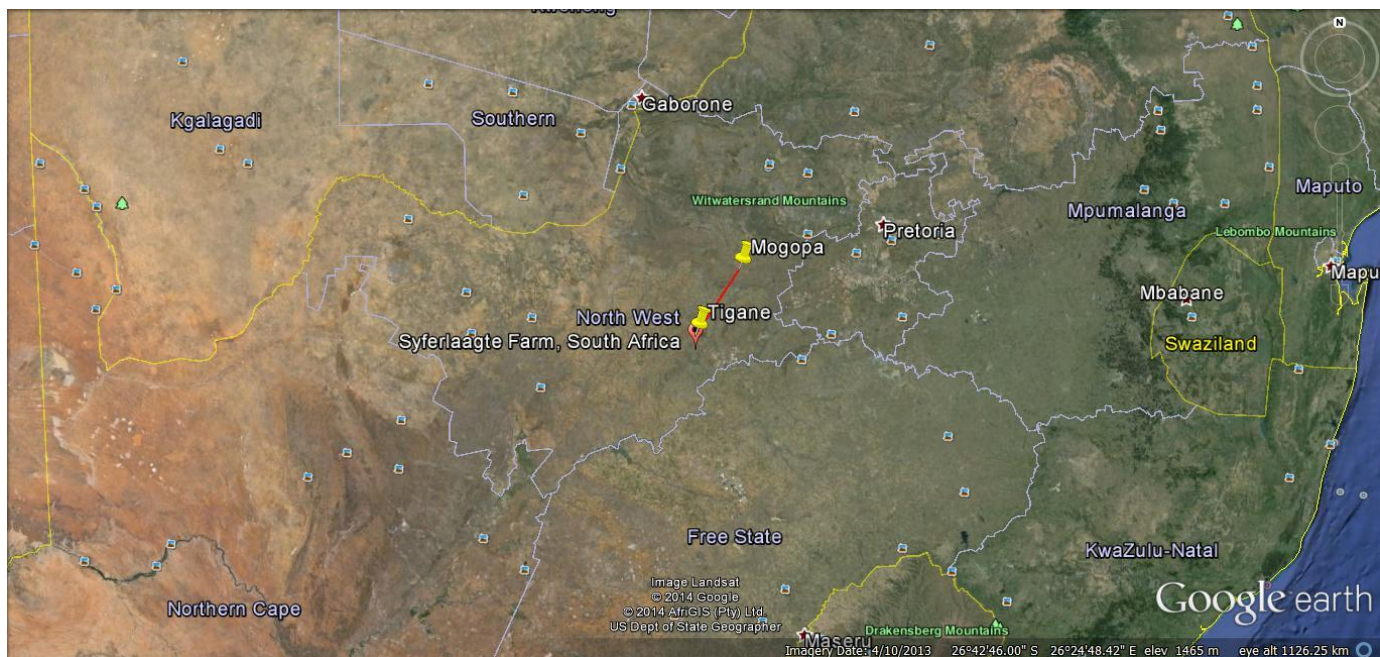 Kweneng
N
Kgalagadi
Southern
Gaborone
Witwatersrand Mountains
Maputo
Mpumalanga
Pretoria
Lebombo Mountains
Mogopa
Mapu
Mbabane
North West
Tigane
Syferlaagte Farm, South Africa
Swaziland
Free State
KwaZulu-Natal
Northern Cape
Image Landsat
© 2014 Google
© 2014 AfriGIS (Pty) Ltd.
US Dept of State Geographer
Google earth
Maseru
Drakensberg Mountains
Imagery Date: 4/10/2013 26°42'46.00" S 26°24'48.42" E elev 1465 m eye alt 1126.25 km